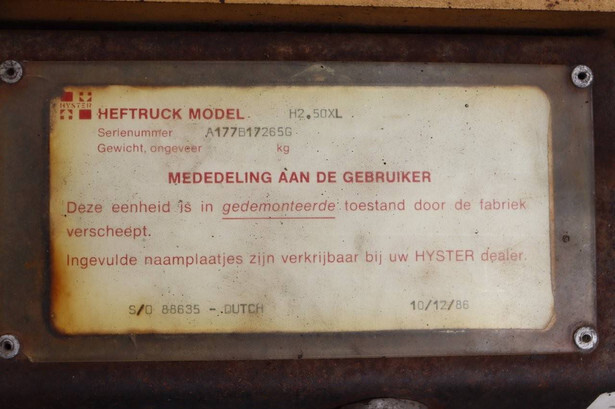 HYSTER
HEFTRUCK MODEL H2.50XL
Serienummer A177B17265G
Gewicht, ongeveer kg
MEDEDELING AAN DE GEBRUIKER
Deze eenheid is in gedemonteerde toestand door de fabriek
verscheept.
Ingevulde naamplaatjes zijn verkrijbaar bij uw HYSTER dealer.
S/O 88635 - DUTCH 10/12/86